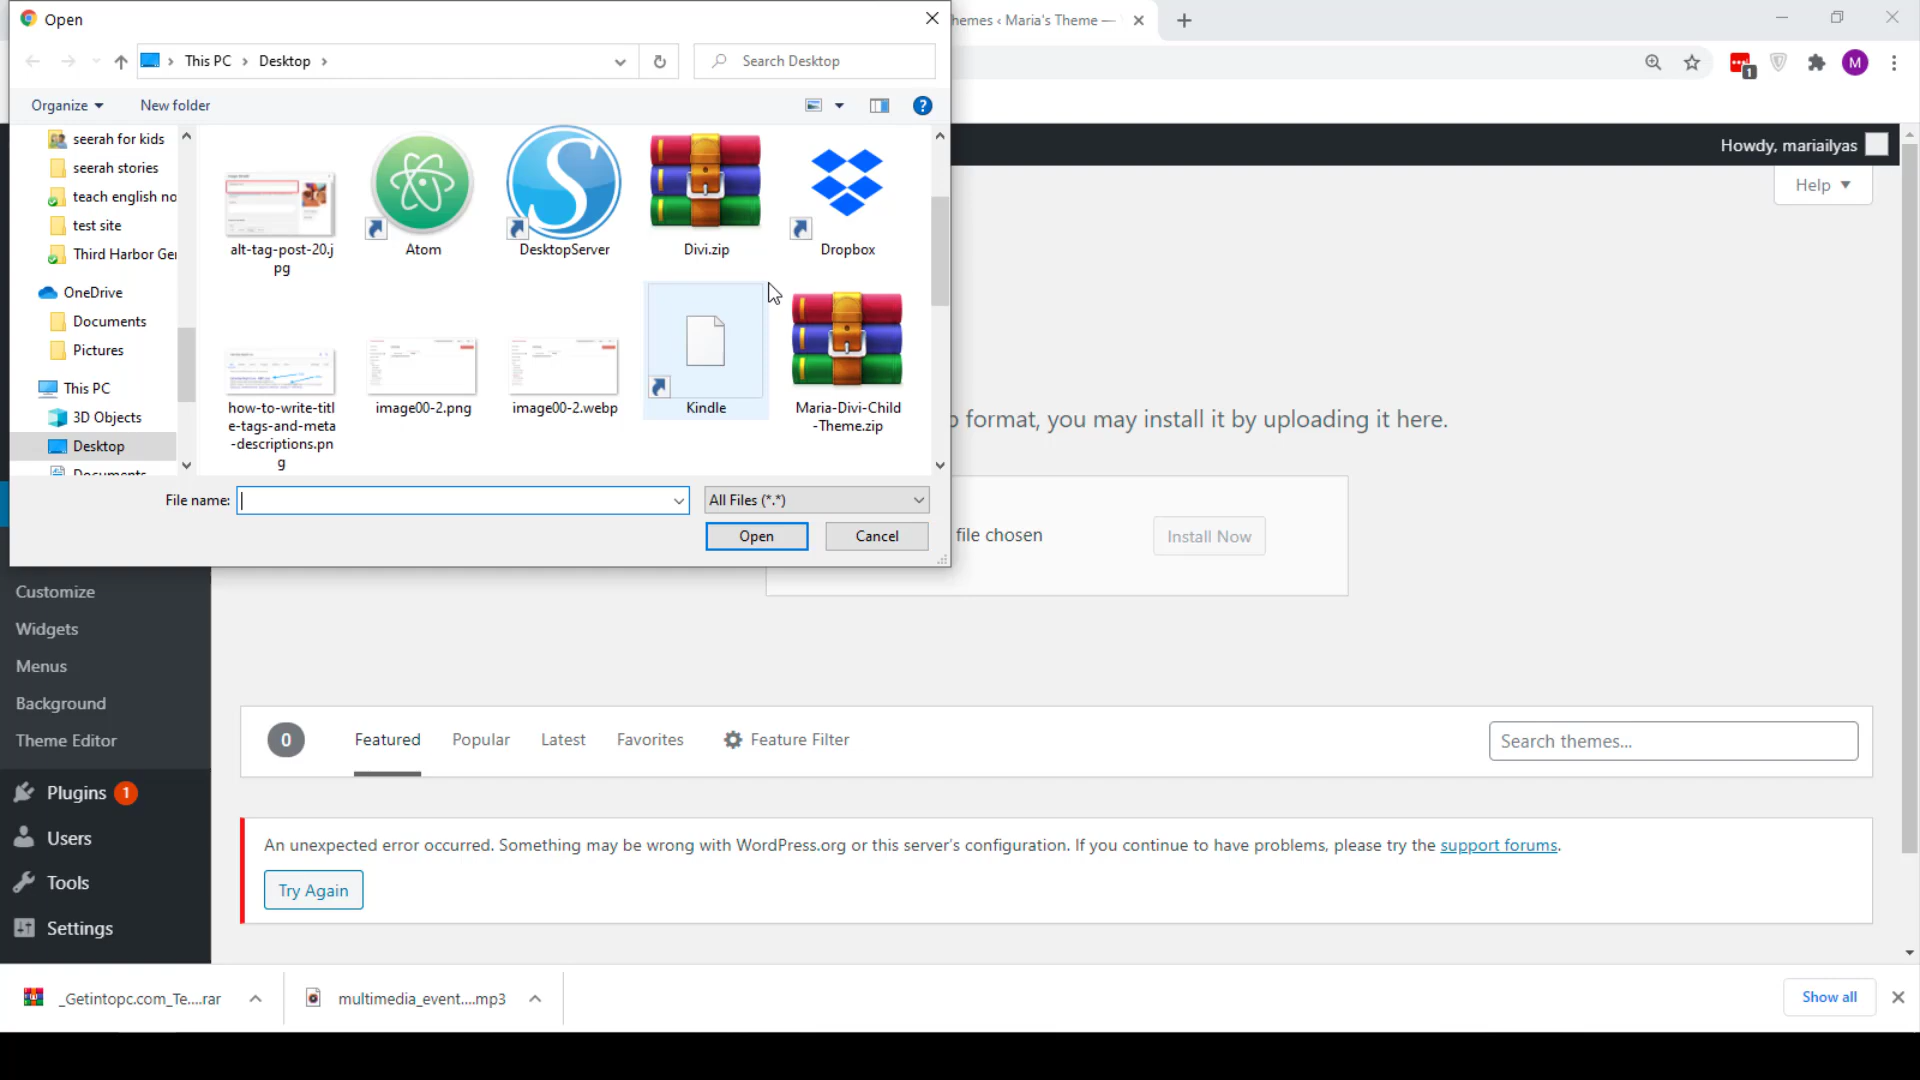 Open
This PC > Desktop >
Search Desktop
Organize
New folder
seerah for kids
seerah stories
teach english no
test site
Third Harbor Ger
OneDrive
Documents
Pictures
This PC
3D Objects
Desktop
Documents
alt-tag-post-20.j
pg
Atom
DesktopServer
Divi.zip
Dropbox
how-to-write-titl
e-tags-and-meta
-descriptions.pn
g
image00-2.png
image00-2.webp
Kindle
Maria-Divi-Child
-Theme.zip
File name:
All Files (*.*)
Open
Cancel
hemes ‹ Maria's Theme —
1
M
Howdy, mariailyas
Help
format, you may install it by uploading it here.
file chosen
Install Now
Customize
Widgets
Menus
Background
Theme Editor
Plugins 1
Users
Tools
Settings
0
Featured
Popular
Latest
Favorites
Feature Filter
Search themes...
An unexpected error occurred. Something may be wrong with WordPress.org or this server's configuration. If you continue to have problems, please try the support forums.
Try Again
_Getintopc.com_Te....rar
multimedia_event....mp3
Show all